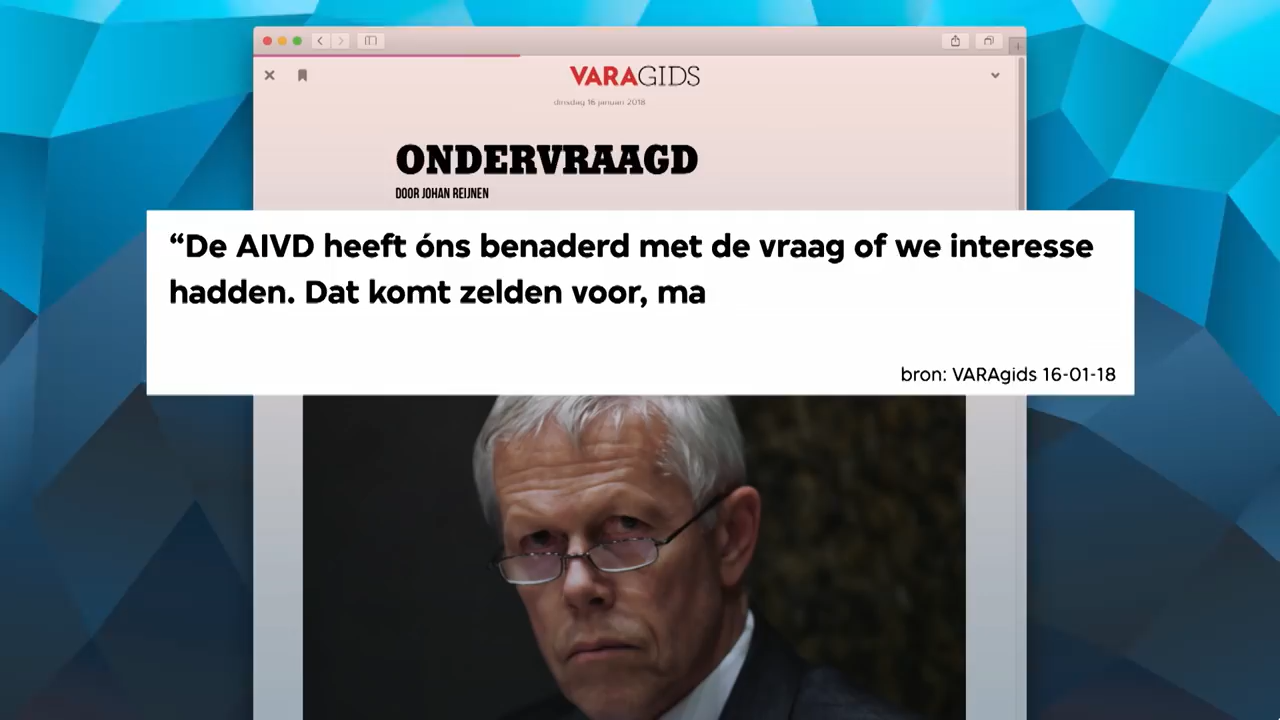 VARAGIDS
dinsdag 16 januari 2018
ONDERVRAAGD
DOOR JOHAN REIJNEN
“De AIVD heeft óns benaderd met de vraag of we interesse
hadden. Dat komt zelden voor, ma
bron: VARAgids 16-01-18